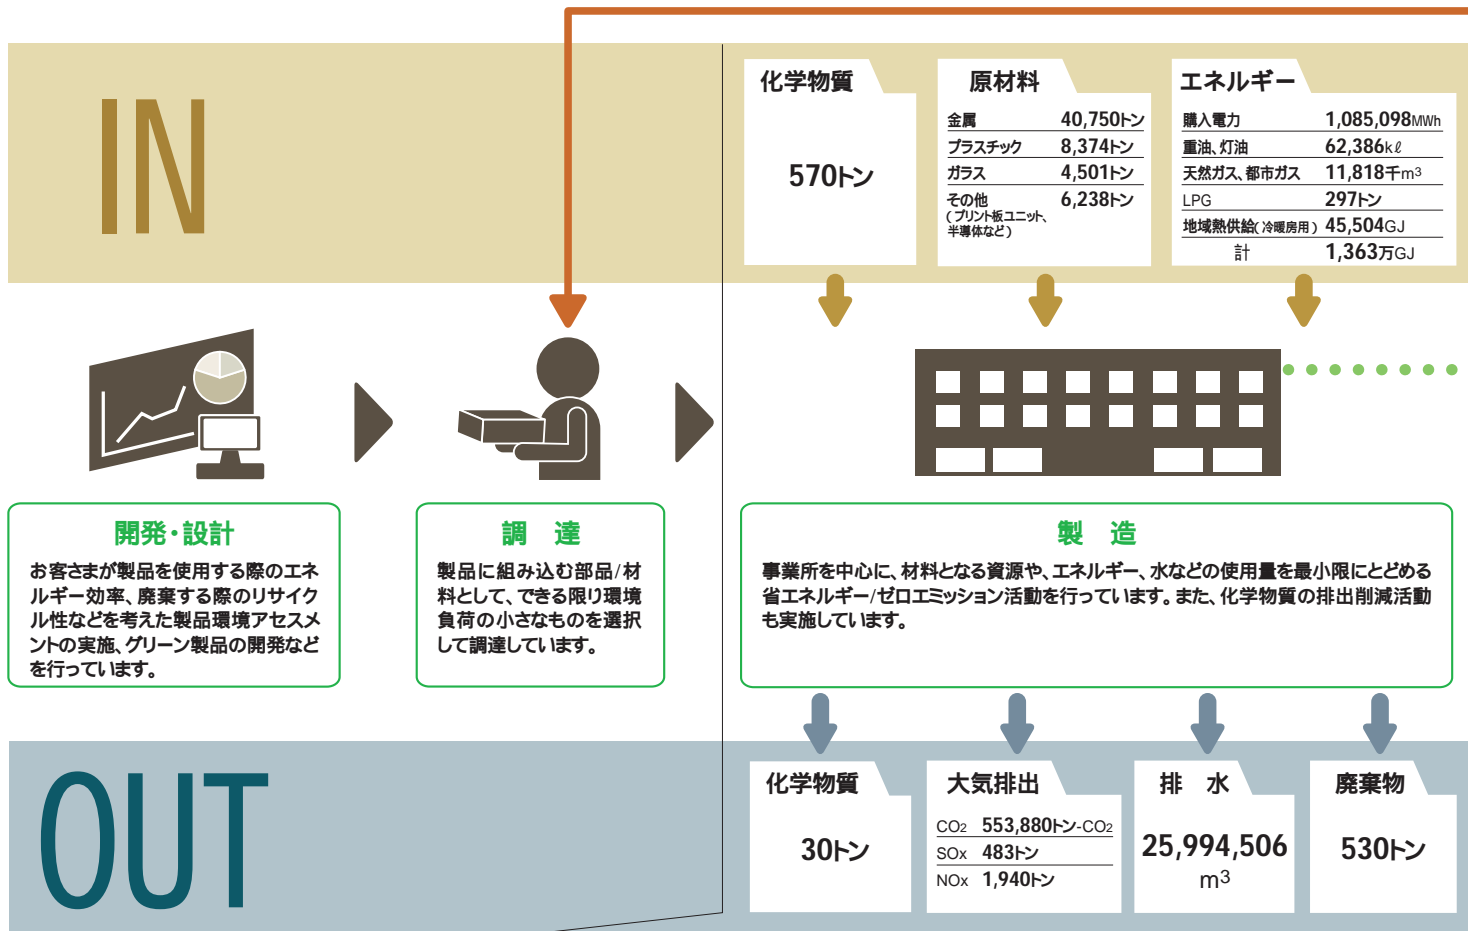 IN
化学物質
570トン
原材料
金属 40,750トン
プラスチック 8,374トン
ガラス 4,501トン
その他 6,238トン
(プリント板ユニット、
半導体など)
エネルギー
購入電力 1,085,098MWh
重油、灯油 62,386kℓ
天然ガス、都市ガス 11,818千m³
LPG 297トン
地域熱供給(冷暖房用) 45,504GJ
計 1,363万GJ
開発・設計
お客さまが製品を使用する際のエネ
ルギー効率、廃棄する際のリサイク
ル性などを考えた製品環境アセスメ
ントの実施、グリーン製品の開発など
を行っています。
調 達
製品に組み込む部品/材
料として、できる限り環境
負荷の小さなものを選択
して調達しています。
製 造
事業所を中心に、材料となる資源や、エネルギー、水などの使用量を最小限にとどめる
省エネルギー/ゼロエミッション活動を行っています。また、化学物質の排出削減活動
も実施しています。
OUT
化学物質
30トン
大気排出
CO₂ 553,880トン-CO₂
SOx 483トン
NOx 1,940トン
排 水
25,994,506
m³
廃棄物
530トン